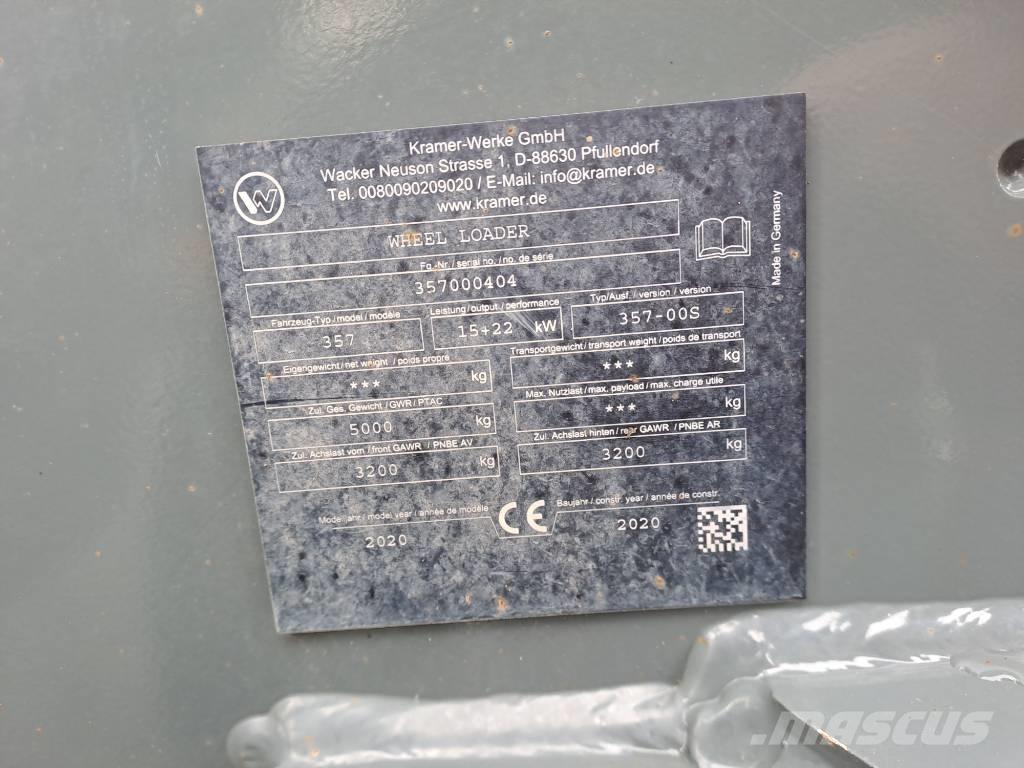 Kramer-Werke GmbH
Wacker Neuson Strasse 1, D-88630 Pfullendorf
Tel. 0080090209020 / E-Mail: info@kramer.de
www.kramer.de
W
WHEEL LOADER
Made in Germany
Fg.-Nr./ serial no./ no. de série
357000404
Fahrzeug-Typ / model / modèle
357
Leistung / output / performance
15+22 kW
Typ/Ausf. / version / version
357-00S
Eigengewicht / net weight / poids propre
*** kg
Transportgewicht / transport weight / poids de transport
*** kg
Zul. Ges. Gewicht / GWR / PTAC
5000 kg
Max. Nutzlast / max. payload / max. charge utile
*** kg
Zul. Achslast vorn / front GAWR / PNBE AV
3200 kg
Zul. Achslast hinten / rear GAWR / PNBE AR
3200 kg
Modelljahr / model year / année de modèle
2020
CE
Baujahr / constr. year / année de constr.
2020
mascus